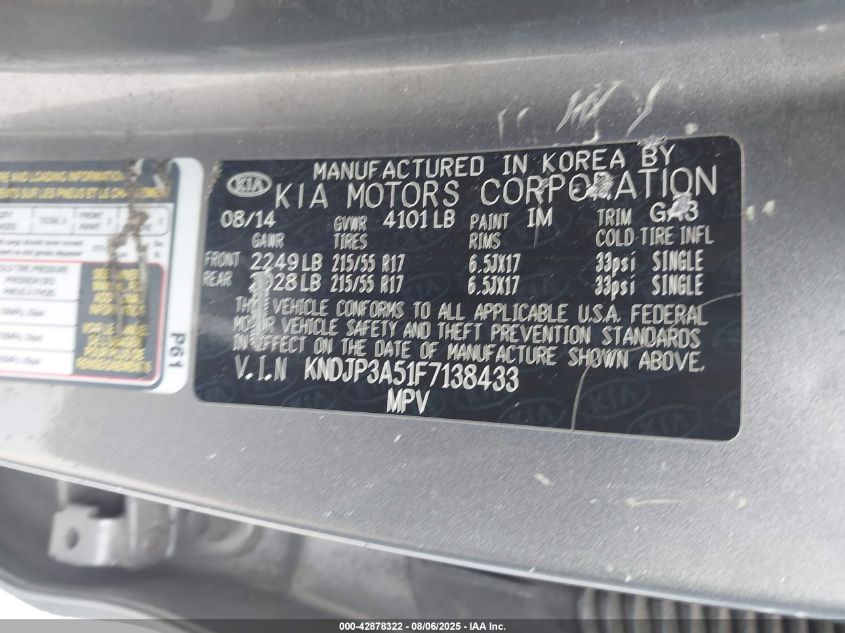 MANUFACTURED IN KOREA BY
KIA
KIA MOTORS CORPORATION
08/14 GVWR 4101 LB PAINT IM TRIM
GAWR TIRES RIMS COLD TIRE INFL
FRONT 2249 LB 215/55 R17 6.5JX17 33psi SINGLE
REAR LB 215/55 R17 6.5JX17 33psi SINGLE
THIS VEHICLE CONFORMS TO ALL APPLICABLE U.S.A. FEDERAL
MOTOR VEHICLE SAFETY AND THEFT PREVENTION STANDARDS
IN EFFECT ON THE DATE OF MANUFACTURE SHOWN ABOVE.
V.I.N KNDJP3A51F7138433
MPV
P61
000-42878322 - 08/06/2025 - IAA Inc.